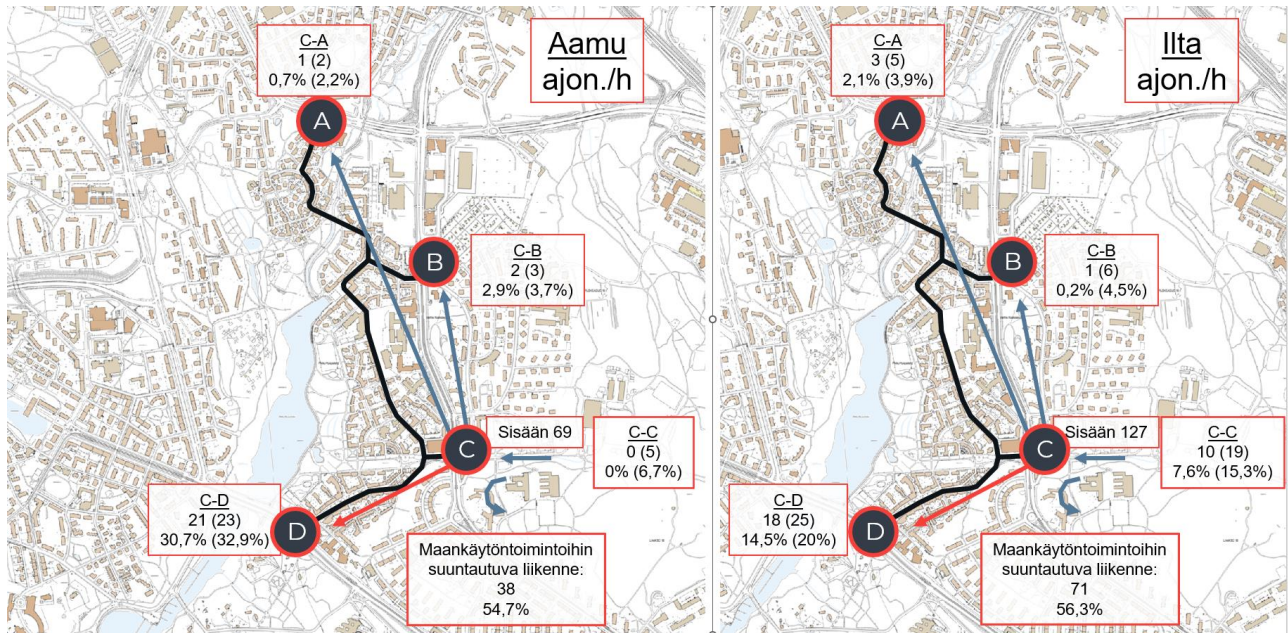 C-A
1 (2)
0,7% (2,2%)
Aamu
ajon./h
A
B
C-B
2 (3)
2,9% (3,7%)
Sisään 69
C
C-C
0 (5)
0% (6,7%)
C-D
21 (23)
30,7% (32,9%)
D
Maankäytöntoimintoihin
suuntautuva liikenne:
38
54,7%
C-A
3 (5)
2,1% (3,9%)
Ilta
ajon./h
A
B
C-B
1 (6)
0,2% (4,5%)
Sisään 127
C
C-C
10 (19)
7,6% (15,3%)
C-D
18 (25)
14,5% (20%)
D
Maankäytöntoimintoihin
suuntautuva liikenne:
71
56,3%